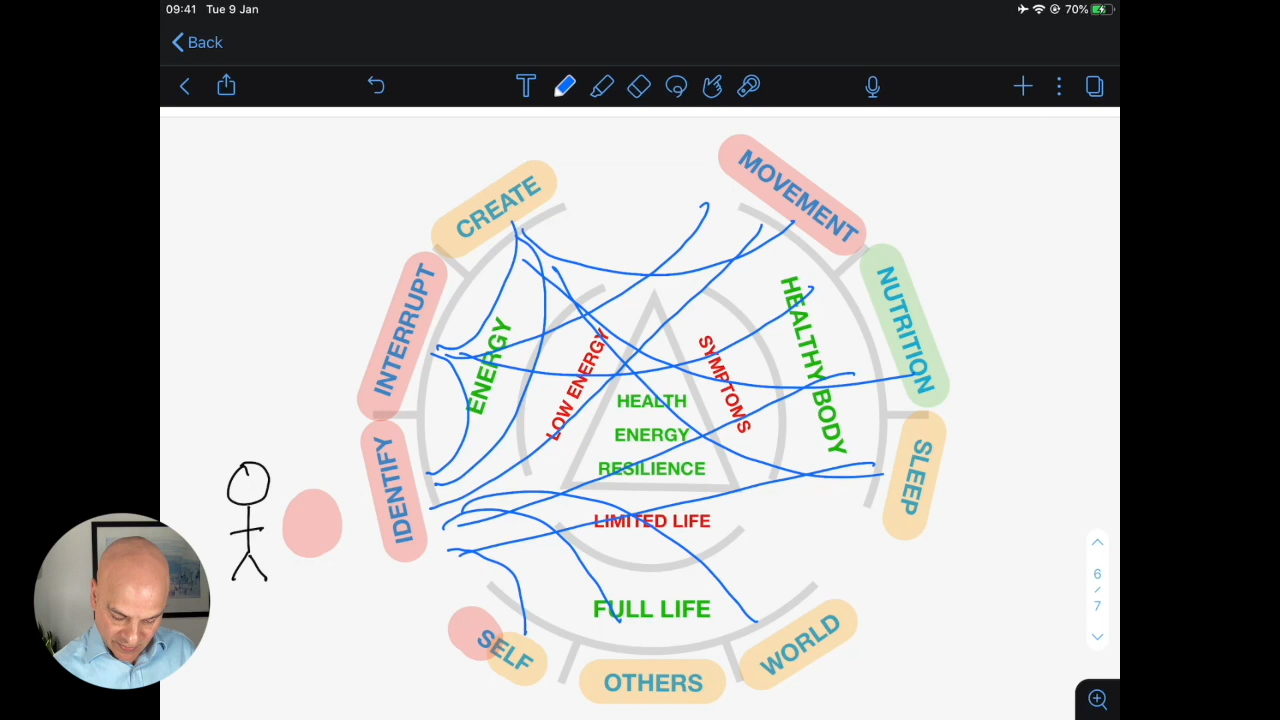 09:41 Tue 9 Jan
70%
Back
T
CREATE
MOVEMENT
INTERRUPT
NUTRITION
ENERGY
LOW ENERGY
SYMPTOMS
HEALTHY BODY
HEALTH
ENERGY
RESILIENCE
IDENTIFY
SLEEP
LIMITED LIFE
FULL LIFE
SELF
OTHERS
WORLD
6
/
7